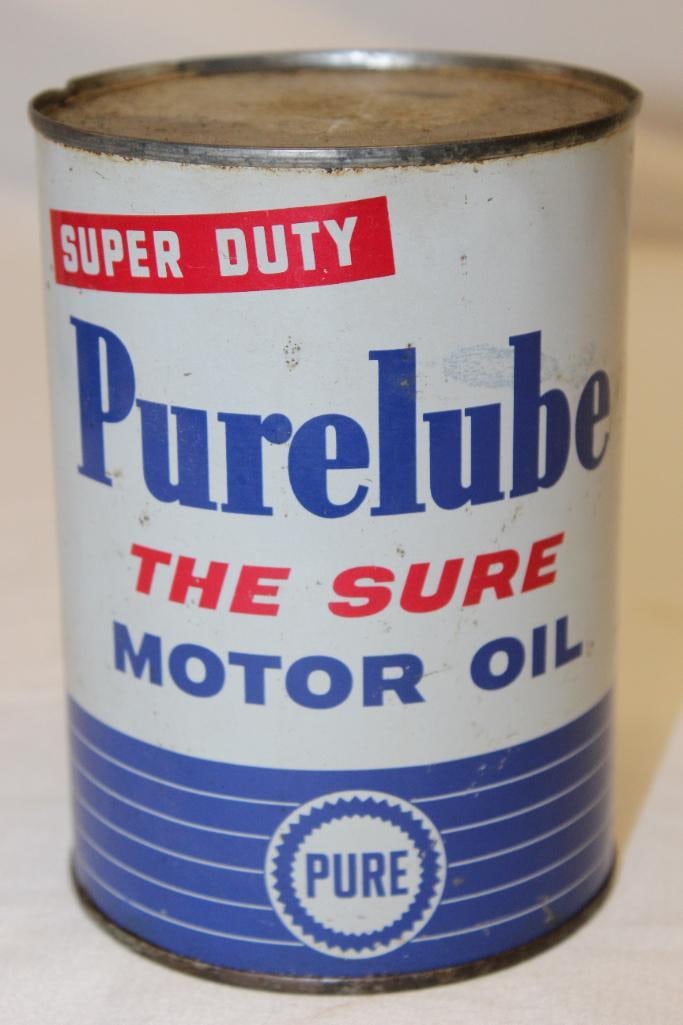 SUPER DUTY
Purelube
THE SURE
MOTOR OIL
PURE